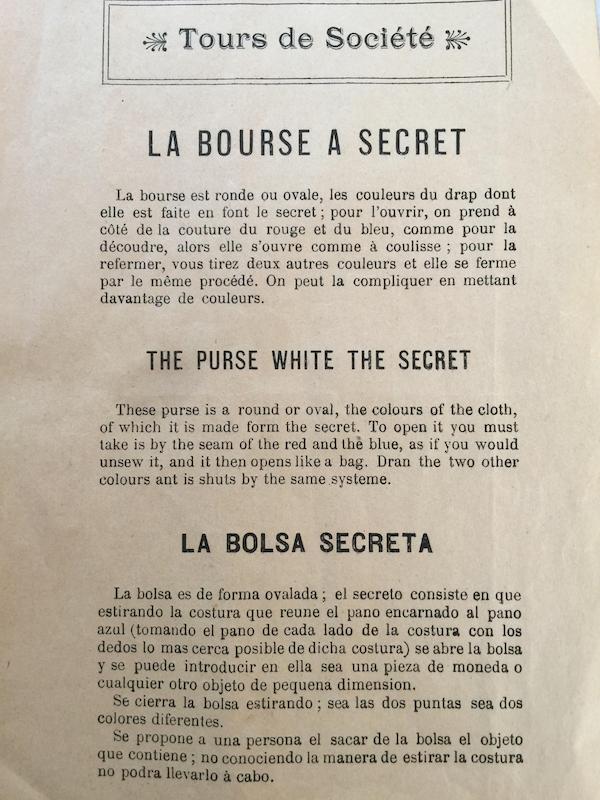 Tours de Société
LA BOURSE A SECRET
La bourse est ronde ou ovale, les couleurs du drap dont
elle est faite en font le secret ; pour l'ouvrir, on prend à
côté de la couture du rouge et du bleu, comme pour la
découdre, alors elle s'ouvre comme à coulisse ; pour la
refermer, vous tirez deux autres couleurs et elle se ferme
par le même procédé. On peut la compliquer en mettant
davantage de couleurs.
THE PURSE WHITE THE SECRET
These purse is a round or oval, the colours of the cloth,
of which it is made form the secret. To open it you must
take is by the seam of the red and the blue, as if you would
unsew it, and it then opens like a bag. Dran the two other
colours ant is shuts by the same systeme.
LA BOLSA SECRETA
La bolsa es de forma ovalada ; el secreto consiste en que
estirando la costura que reune el pano encarnado al pano
azul (tomando el pano de cada lado de la costura con los
dedos lo mas cerca posible de dicha costura) se abre la bolsa
y se puede introducir en ella sea una pieza de moneda o
cualquier otro objeto de pequena dimension.
Se cierra la bolsa estirando ; sea las dos puntas sea dos
colores diferentes.
Se propone a una persona el sacar de la bolsa el objeto
que contiene ; no conociendo la manera de estirar la costura
no podra llevarlo à cabo.